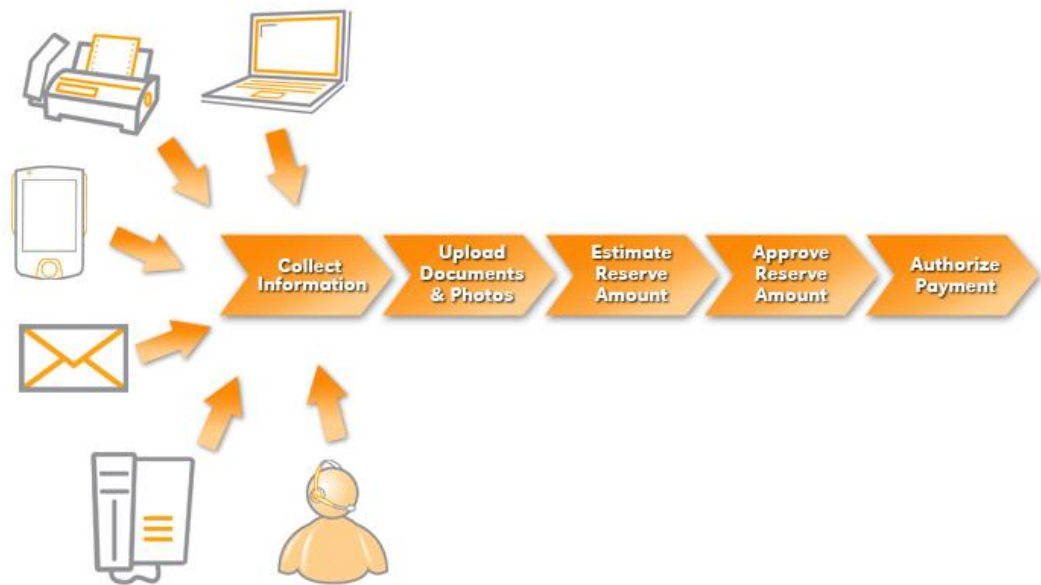 Collect
Information
Upload
Documents
& Photos
Estimate
Reserve
Amount
Approve
Reserve
Amount
Authorize
Payment